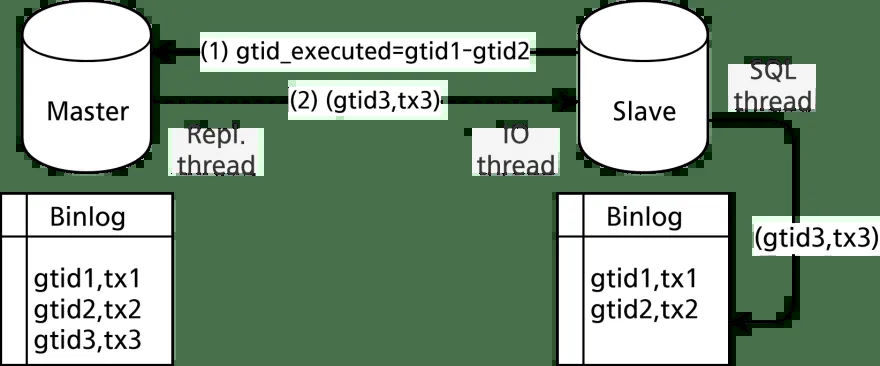 (1) gtid_executed=gtid1-gtid2
(2) (gtid3,tx3)
Master
Slave
SQL
thread
Repl.
thread
IO
thread
Binlog
gtid1,tx1
gtid2,tx2
gtid3,tx3
Binlog
gtid1,tx1
gtid2,tx2
(gtid3,tx3)